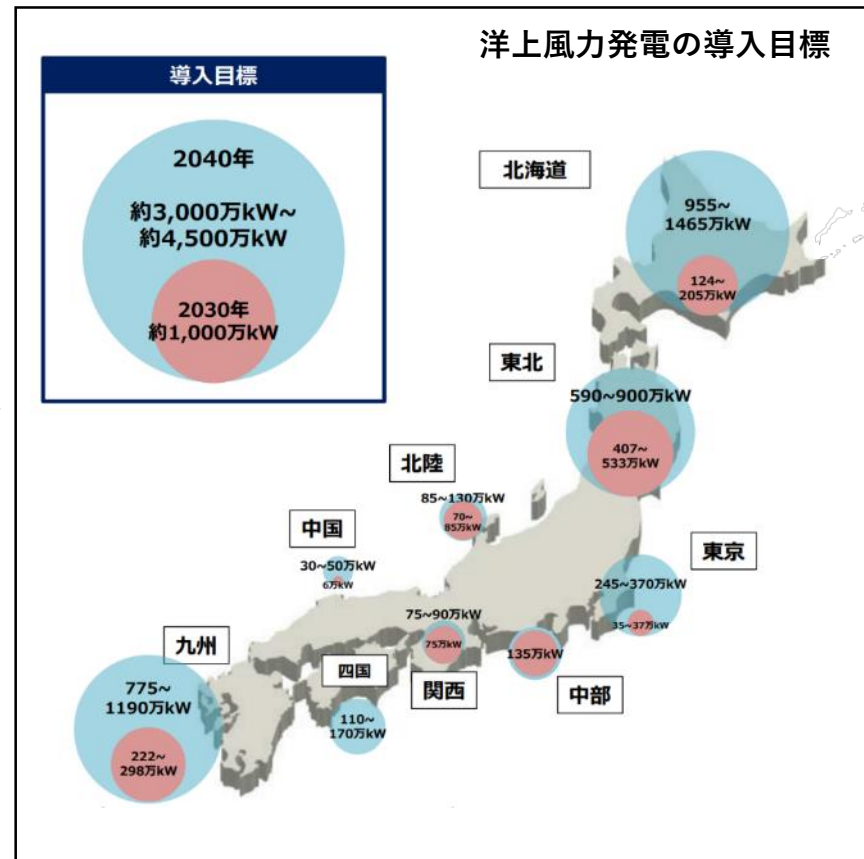 洋上風力発電の導入目標
導入目標
2040年
約3,000万kW~
約4,500万kW
2030年
約1,000万kW
北海道
955~
1465万kW
124~
205万kW
東北
590~900万kW
407~
533万kW
北陸
85~130万kW
70~
85万kW
中国
30~50万kW
6万kW
東京
245~370万kW
35~37万kW
75~90万kW
75万kW
関西
135万kW
中部
九州
775~
1190万kW
222~
298万kW
四国
110~
170万kW